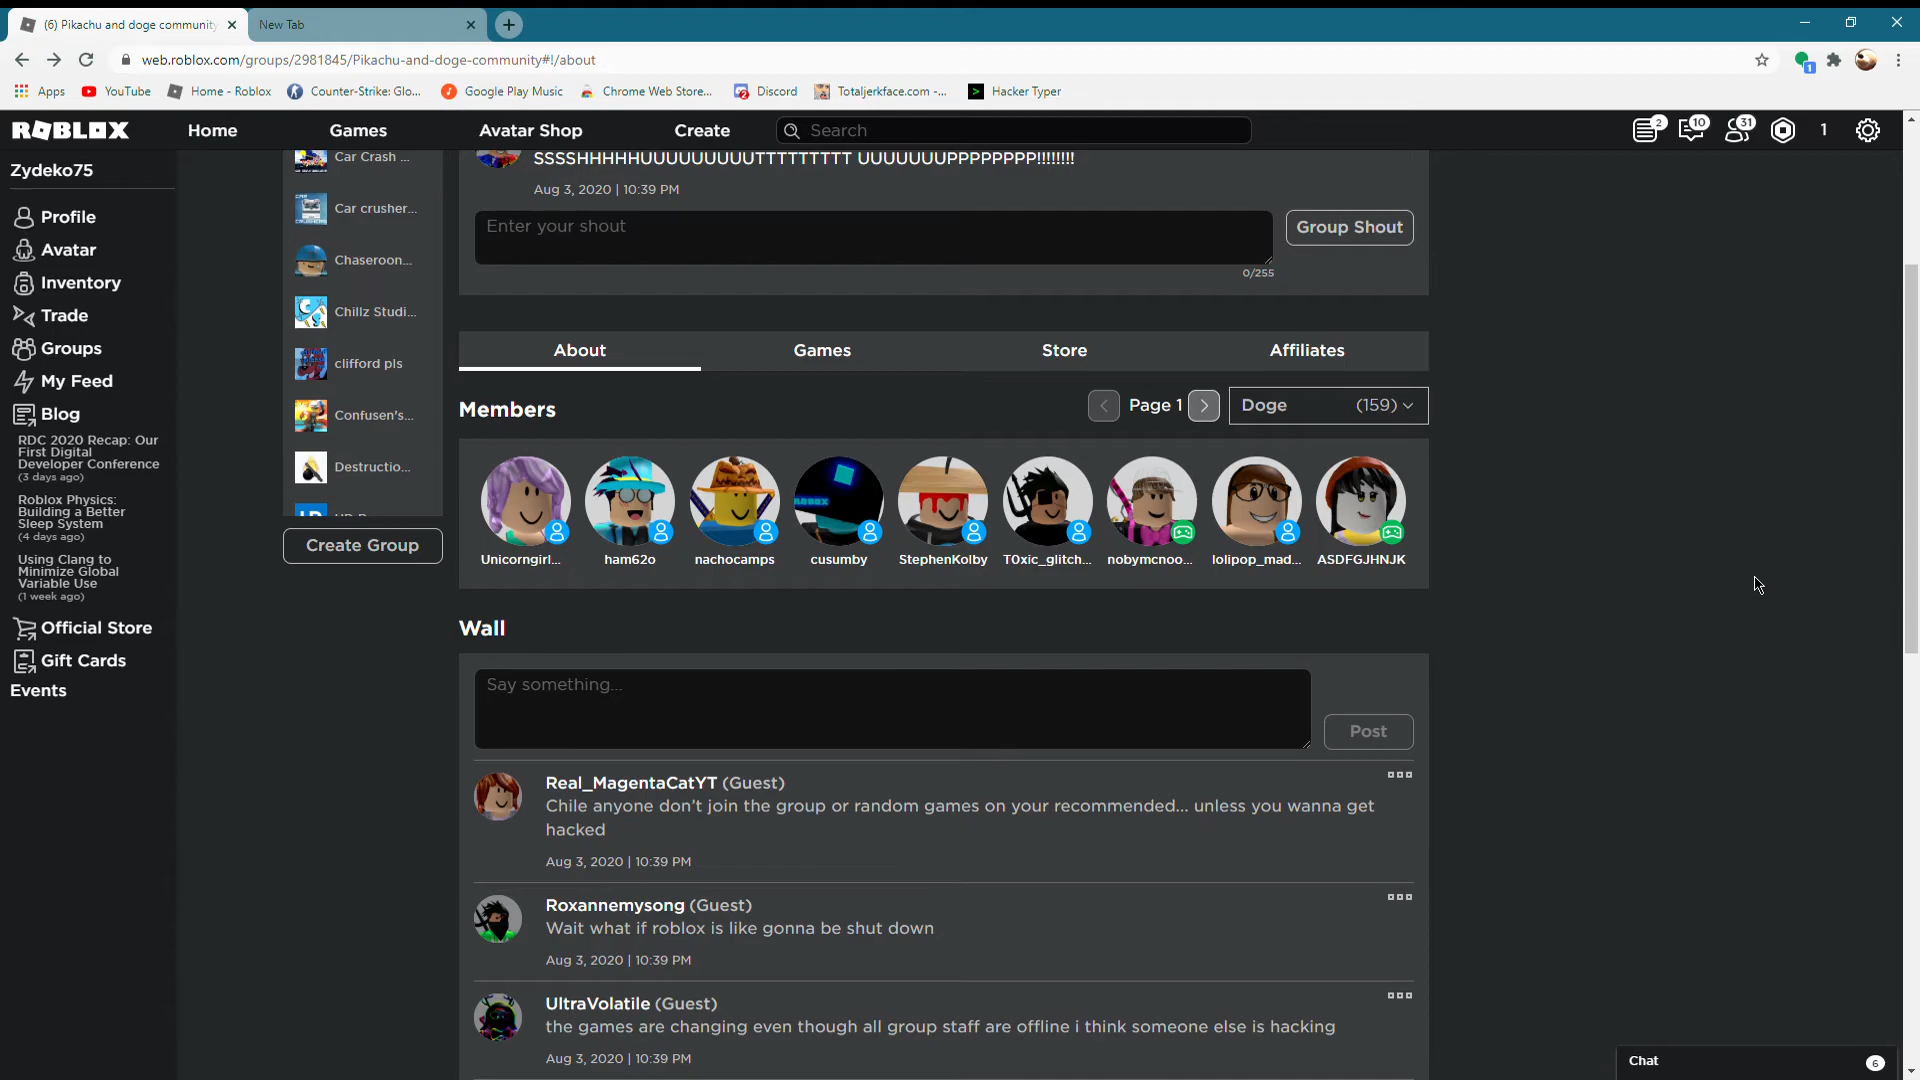 (6) Pikachu and doge community
New Tab
web.roblox.com/groups/2981845/Pikachu-and-doge-community#!/about
1
Apps
YouTube
Home - Roblox
Counter-Strike: Glo...
Google Play Music
Chrome Web Store...
Discord
Totaljerkface.com -...
Hacker Typer
ROBLOX
Home
Games
Avatar Shop
Create
Search
2
10
31
1
Zydeko75
Profile
Avatar
Inventory
Trade
Groups
My Feed
Blog
RDC 2020 Recap: Our
First Digital
Developer Conference
(3 days ago)
Roblox Physics:
Building a Better
Sleep System
(4 days ago)
Using Clang to
Minimize Global
Variable Use
(1 week ago)
Official Store
Gift Cards
Events
Car Crash ...
Car crusher...
Chaseroon...
Chillz Studi...
clifford pls
Confusen's...
Destructio...
Create Group
SSSSHHHHHUUUUUUUUUTTTTTTTTT UUUUUUUPPPPPPPP!!!!!!!!
Aug 3, 2020 | 10:39 PM
Enter your shout
Group Shout
0/255
About
Games
Store
Affiliates
Members
Page 1
Doge (159)
Unicorngirl...
ham62o
nachocamps
cusumby
StephenKolby
T0xic_glitch...
nobymcnoo...
lolipop_mad...
ASDFGJHNJK
Wall
Say something...
Post
Real_MagentaCatYT (Guest)
Chile anyone don't join the group or random games on your recommended... unless you wanna get
hacked
Aug 3, 2020 | 10:39 PM
Roxannemysong (Guest)
Wait what if roblox is like gonna be shut down
Aug 3, 2020 | 10:39 PM
UltraVolatile (Guest)
the games are changing even though all group staff are offline i think someone else is hacking
Aug 3, 2020 | 10:39 PM
Chat
6